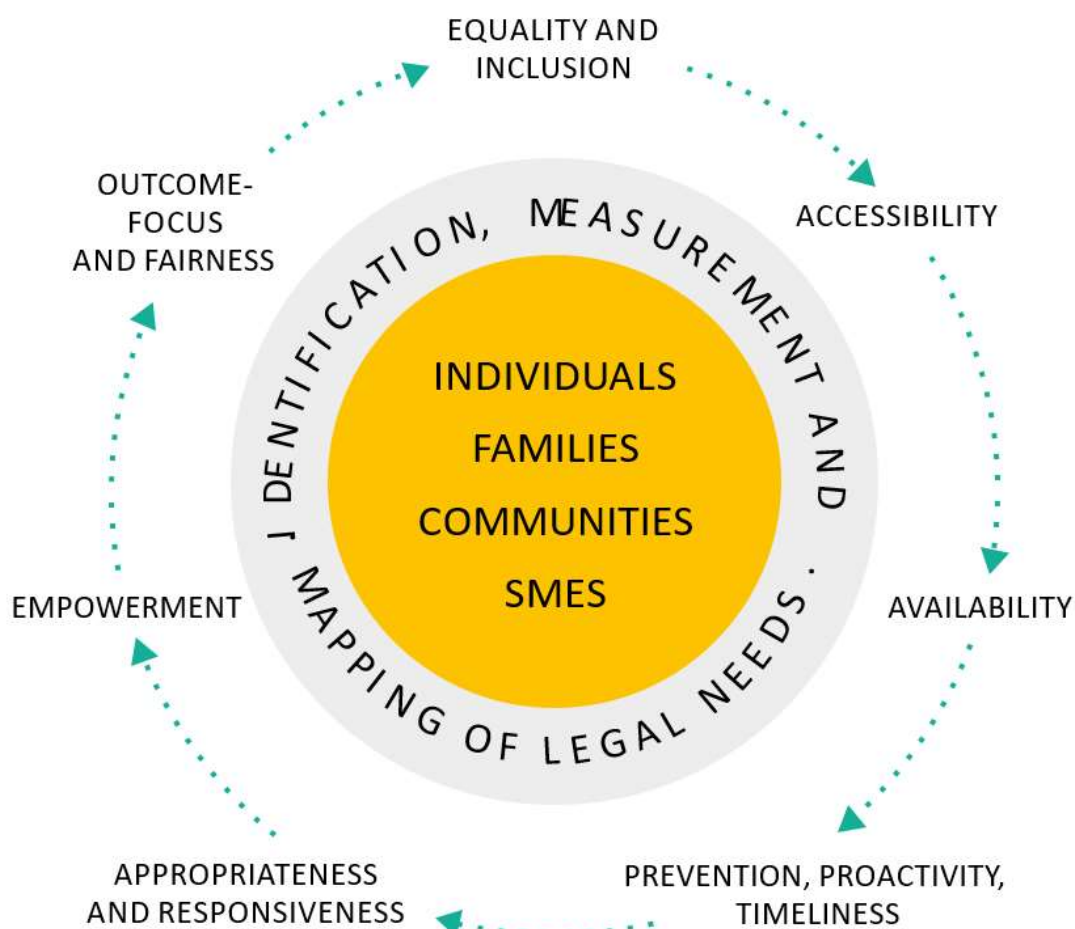 EQUALITY AND
INCLUSION
ACCESSIBILITY
AVAILABILITY
PREVENTION, PROACTIVITY,
TIMELINESS
APPROPRIATENESS
AND RESPONSIVENESS
EMPOWERMENT
OUTCOME-
FOCUS
AND FAIRNESS
IDENTIFICATION, MEASUREMENT AND
MAPPING OF LEGAL NEEDS.
INDIVIDUALS
FAMILIES
COMMUNITIES
SMES